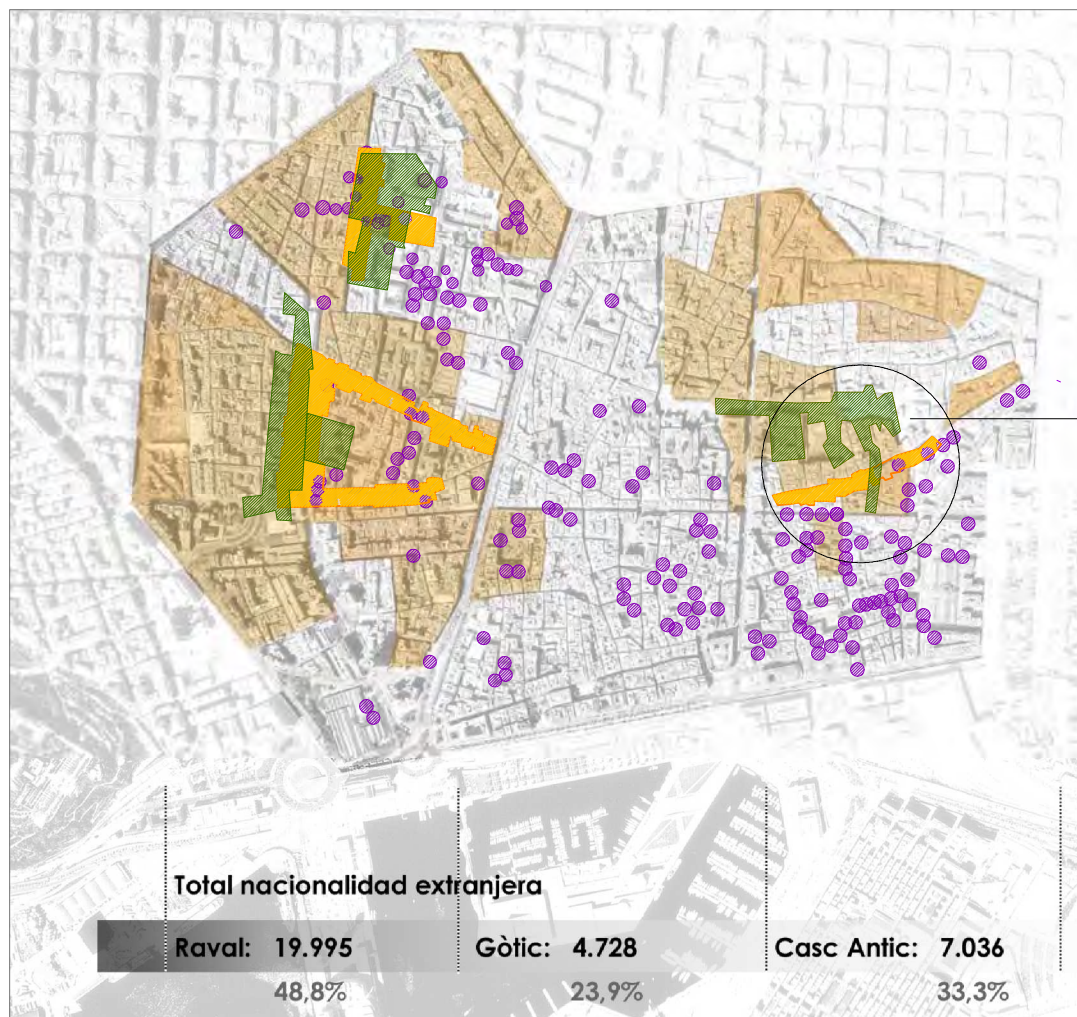 Total nacionalidad extranjera
Raval: 19.995 Gòtic: 4.728 Casc Antic: 7.036
48,8% 23,9% 33,3%